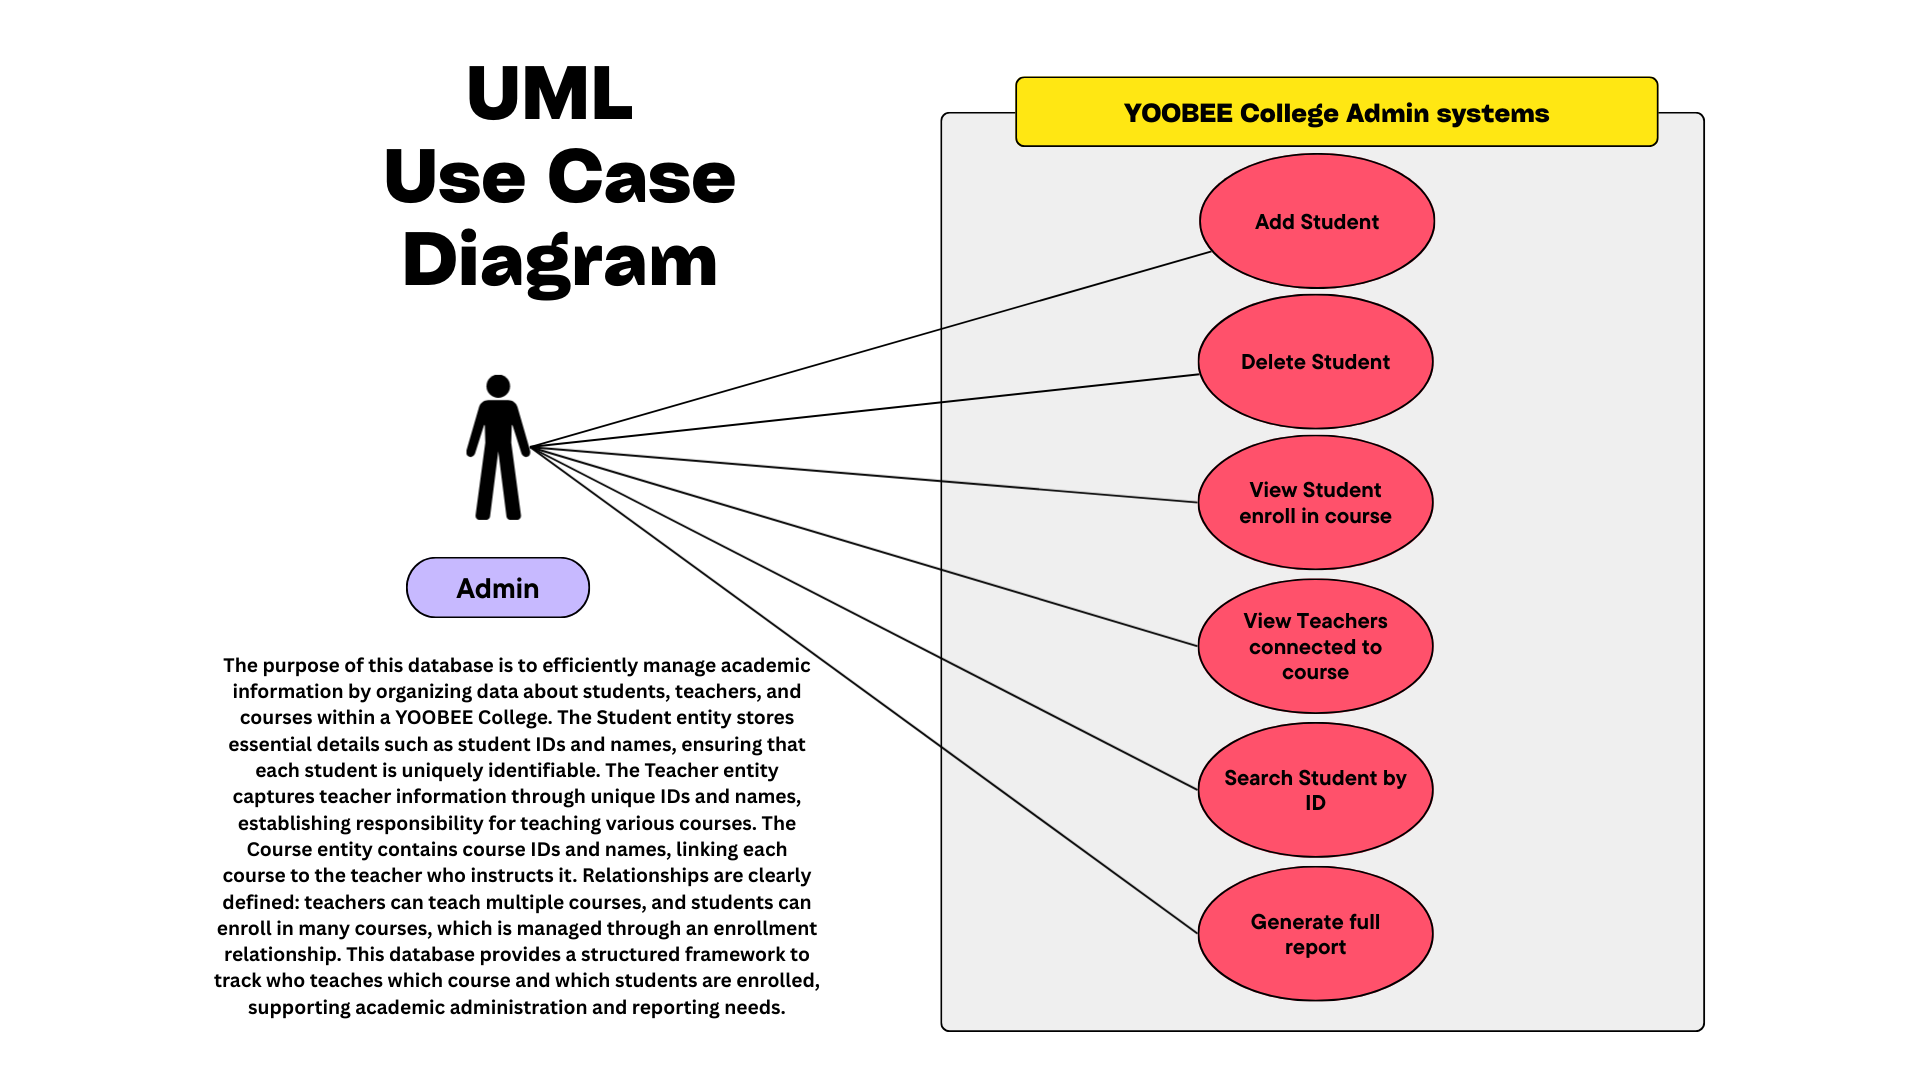 UML
Use Case
Diagram
Admin
The purpose of this database is to efficiently manage academic
information by organizing data about students, teachers, and
courses within a YOOBEE College. The Student entity stores
essential details such as student IDs and names, ensuring that
each student is uniquely identifiable. The Teacher entity
captures teacher information through unique IDs and names,
establishing responsibility for teaching various courses. The
Course entity contains course IDs and names, linking each
course to the teacher who instructs it. Relationships are clearly
defined: teachers can teach multiple courses, and students can
enroll in many courses, which is managed through an enrollment
relationship. This database provides a structured framework to
track who teaches which course and which students are enrolled,
supporting academic administration and reporting needs.
YOOBEE College Admin systems
Add Student
Delete Student
View Student
enroll in course
View Teachers
connected to
course
Search Student by
ID
Generate full
report